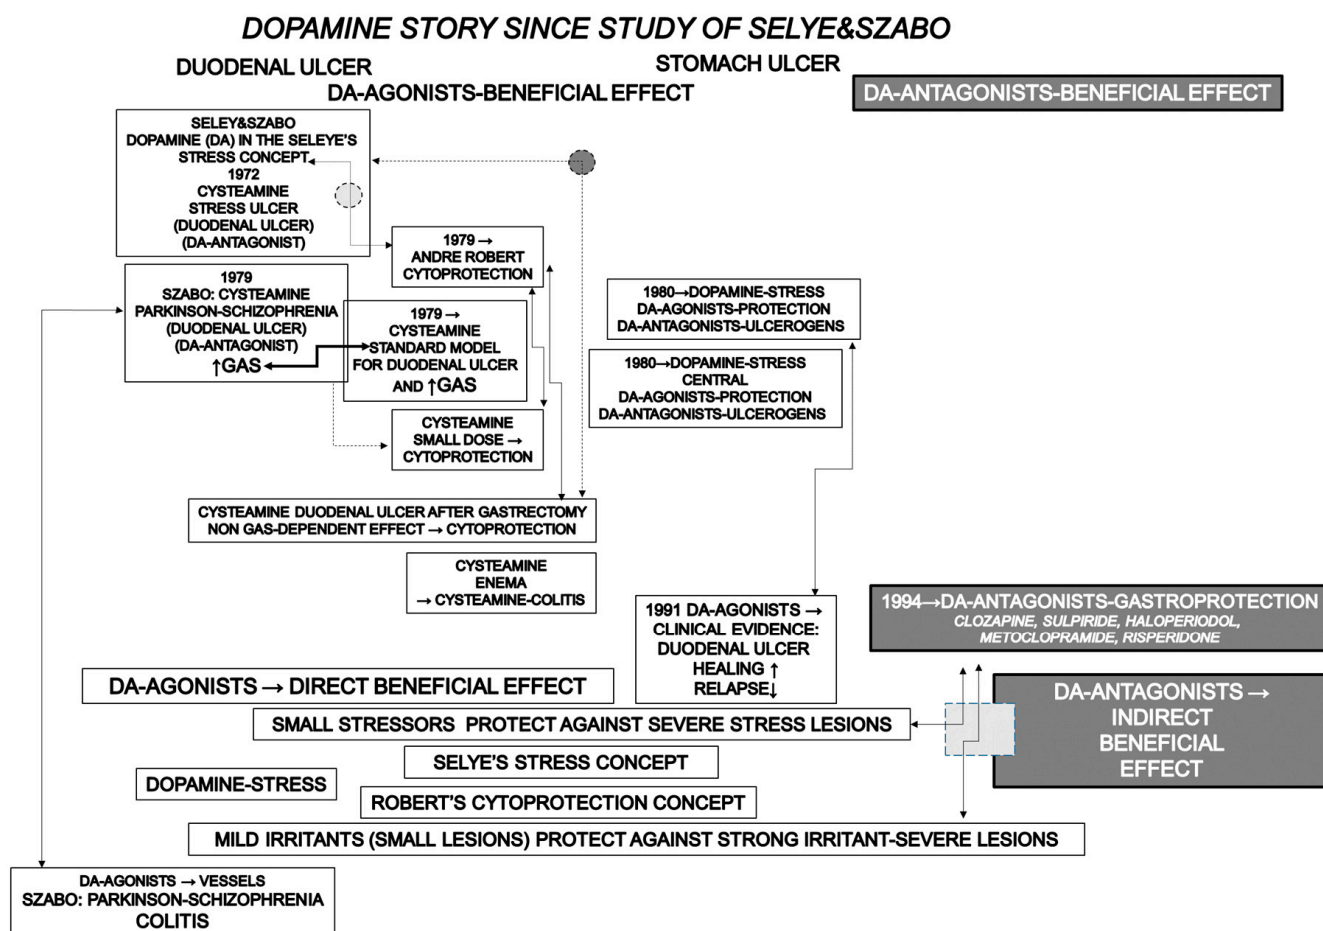 DOPAMINE STORY SINCE STUDY OF SELYE&SZABO
DUODENAL ULCER
STOMACH ULCER
DA-AGONISTS-BENEFICIAL EFFECT
DA-ANTAGONISTS-BENEFICIAL EFFECT
SELEY&SZABO
DOPAMINE (DA) IN THE SELEYE'S
STRESS CONCEPT
1972
CYSTEAMINE
STRESS ULCER
(DUODENAL ULCER)
(DA-ANTAGONIST)
1979 →
ANDRE ROBERT
CYTOPROTECTION
1979
SZABO: CYSTEAMINE
PARKINSON-SCHIZOPHRENIA
(DUODENAL ULCER)
(DA-ANTAGONIST)
↑GAS
1979 →
CYSTEAMINE
STANDARD MODEL
FOR DUODENAL ULCER
AND ↑GAS
1980→DOPAMINE-STRESS
DA-AGONISTS-PROTECTION
DA-ANTAGONISTS-ULCEROGENS
1980→DOPAMINE-STRESS
CENTRAL
DA-AGONISTS-PROTECTION
DA-ANTAGONISTS-ULCEROGENS
CYSTEAMINE
SMALL DOSE →
CYTOPROTECTION
CYSTEAMINE DUODENAL ULCER AFTER GASTRECTOMY
NON GAS-DEPENDENT EFFECT → CYTOPROTECTION
CYSTEAMINE
ENEMA
→ CYSTEAMINE-COLITIS
1991 DA-AGONISTS →
CLINICAL EVIDENCE:
DUODENAL ULCER
HEALING ↑
RELAPSE↓
1994→DA-ANTAGONISTS-GASTROPROTECTION
CLOZAPINE, SULPIRIDE, HALOPERIODOL,
METOCLOPRAMIDE, RISPERIDONE
DA-AGONISTS → DIRECT BENEFICIAL EFFECT
DA-ANTAGONISTS →
INDIRECT
BENEFICIAL
EFFECT
SMALL STRESSORS PROTECT AGAINST SEVERE STRESS LESIONS
SELYE'S STRESS CONCEPT
DOPAMINE-STRESS
ROBERT'S CYTOPROTECTION CONCEPT
MILD IRRITANTS (SMALL LESIONS) PROTECT AGAINST STRONG IRRITANT-SEVERE LESIONS
DA-AGONISTS → VESSELS
SZABO: PARKINSON-SCHIZOPHRENIA
COLITIS